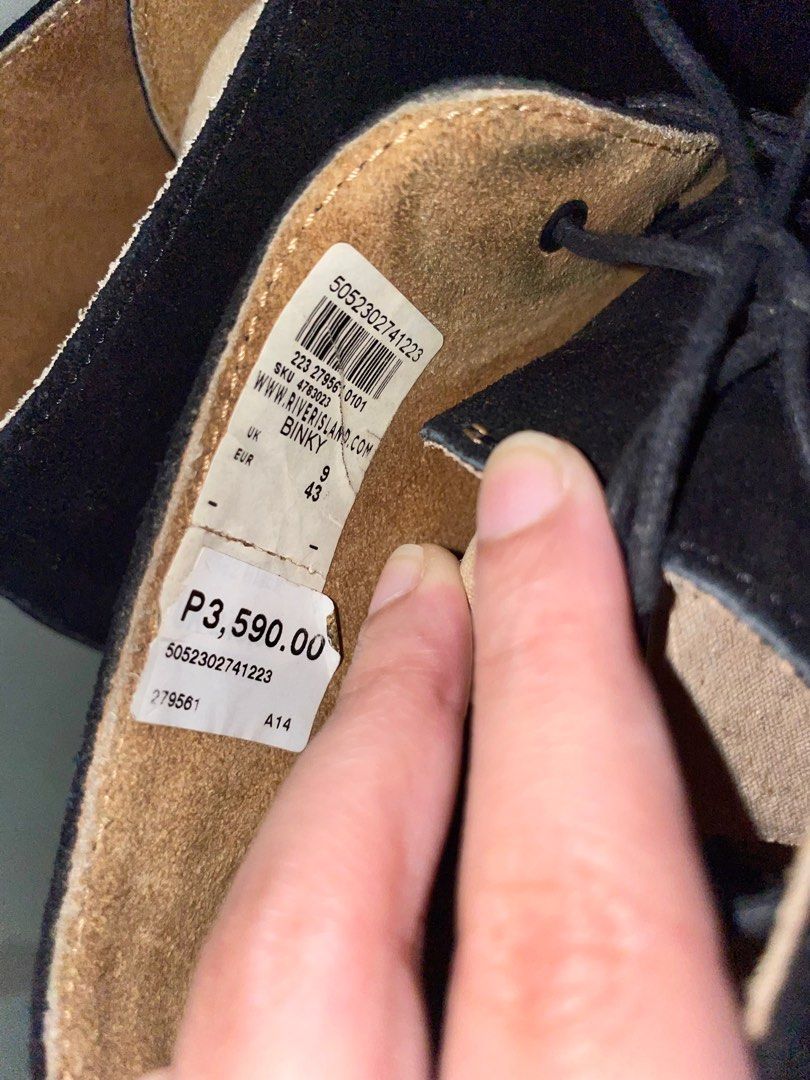 5052302741223
223 279561 0101
SKU 4783023
WWW.RIVERISLAND.COM
BINKY
UK 9
EUR 43
P3,590.00
5052302741223
279561 A14